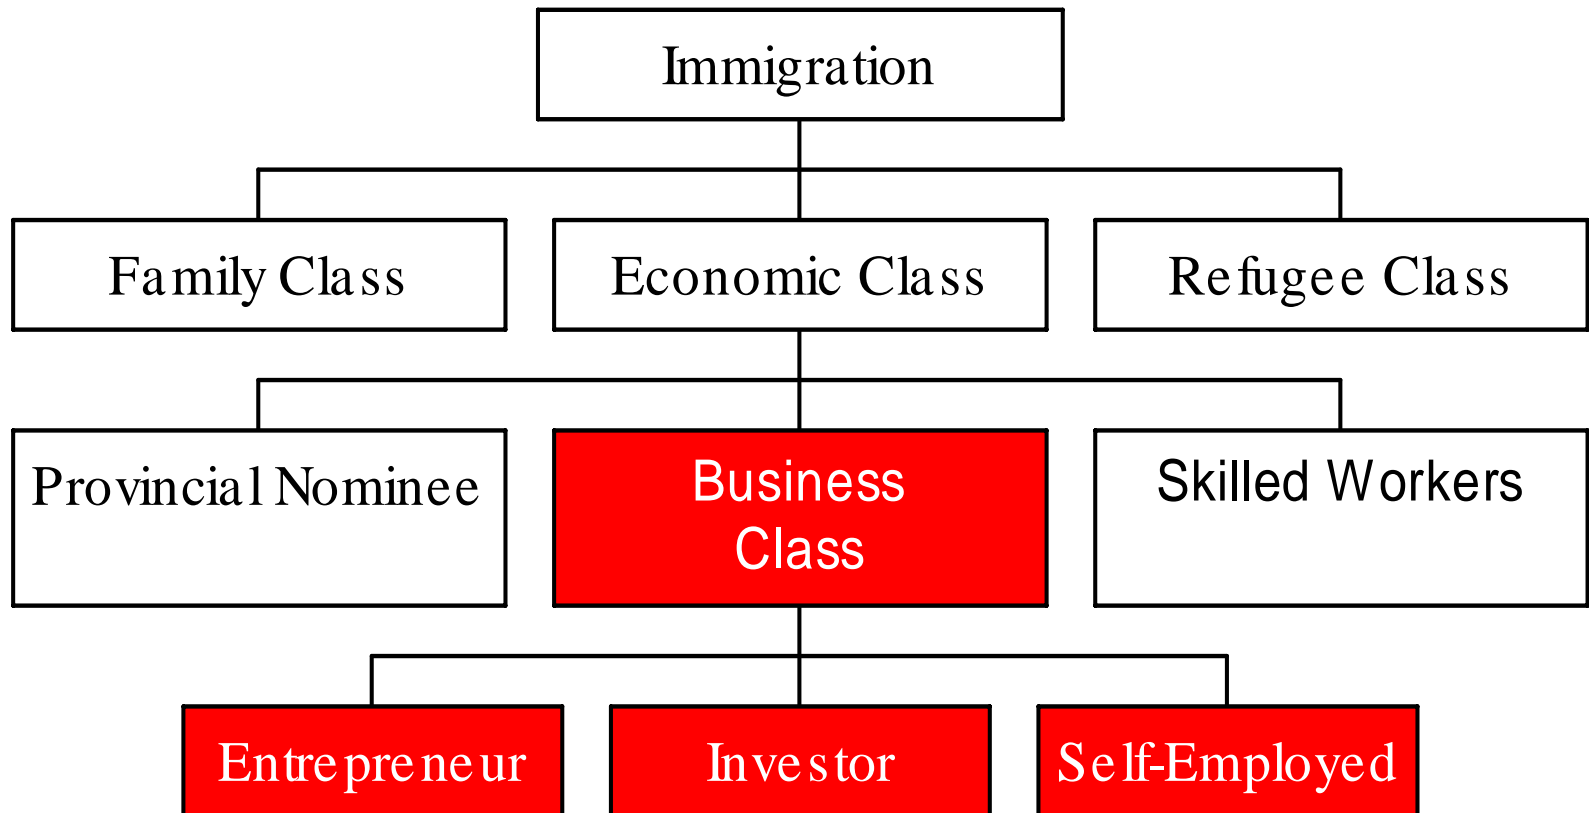 Immigration
Family Class
Economic Class
Refugee Class
Provincial Nominee
Business
Class
Skilled Workers
Entrepreneur
Investor
Self-Employed